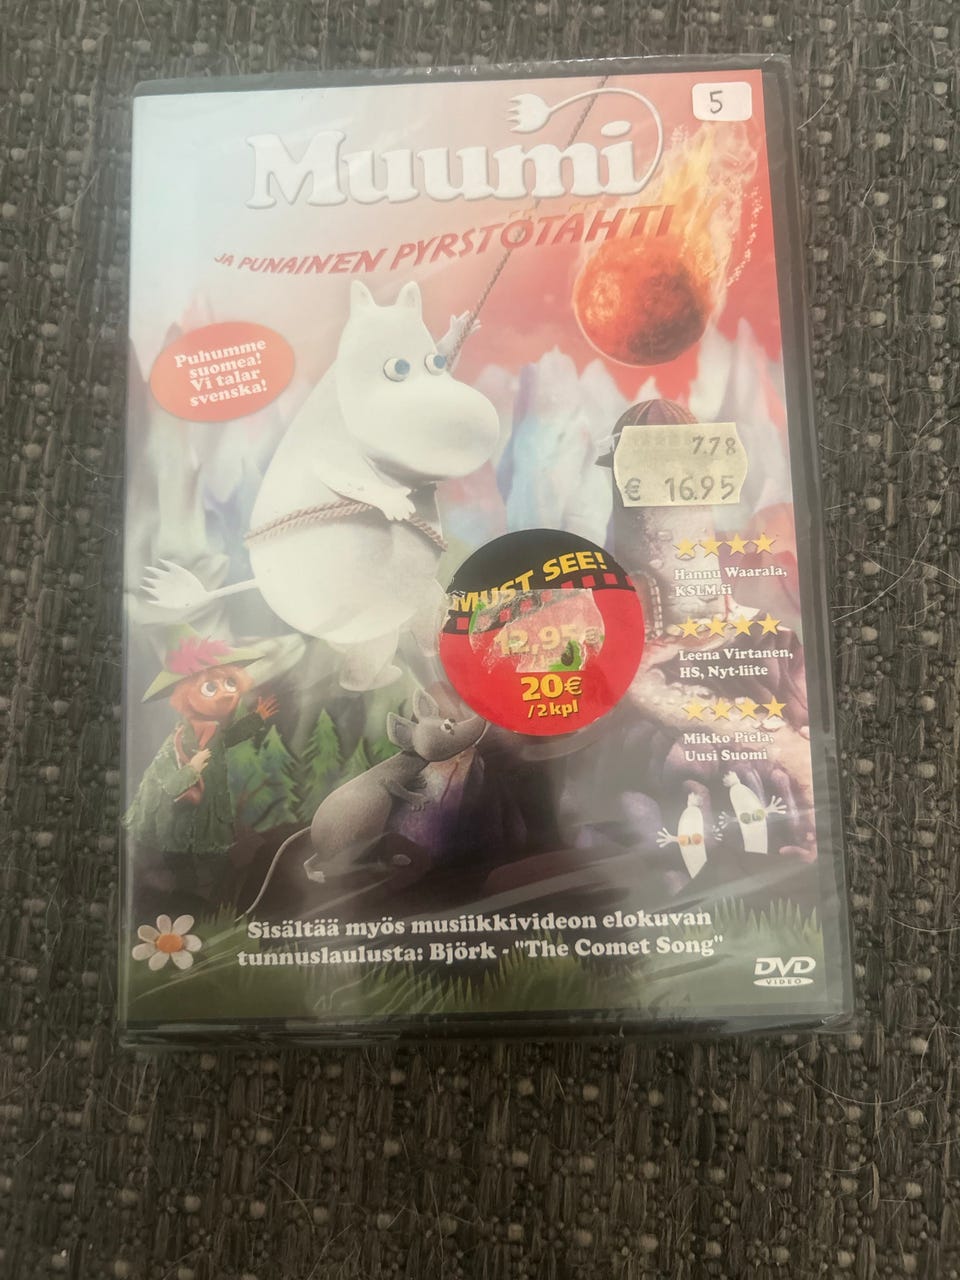 5
Muumi
JA PUNAINEN PYRSTÖTÄHTI
Puhumme
suomea!
Vi talar
svenska!
7.78
€ 16.95
MUST SEE!
12,95€
20€
/2kpl
Hannu Waarala,
KSLM.fi
Leena Virtanen,
HS, Nyt-liite
Mikko Piela,
Uusi Suomi
Sisältää myös musiikkivideon elokuvan
tunnuslaulusta: Björk - "The Comet Song"
DVD
VIDEO